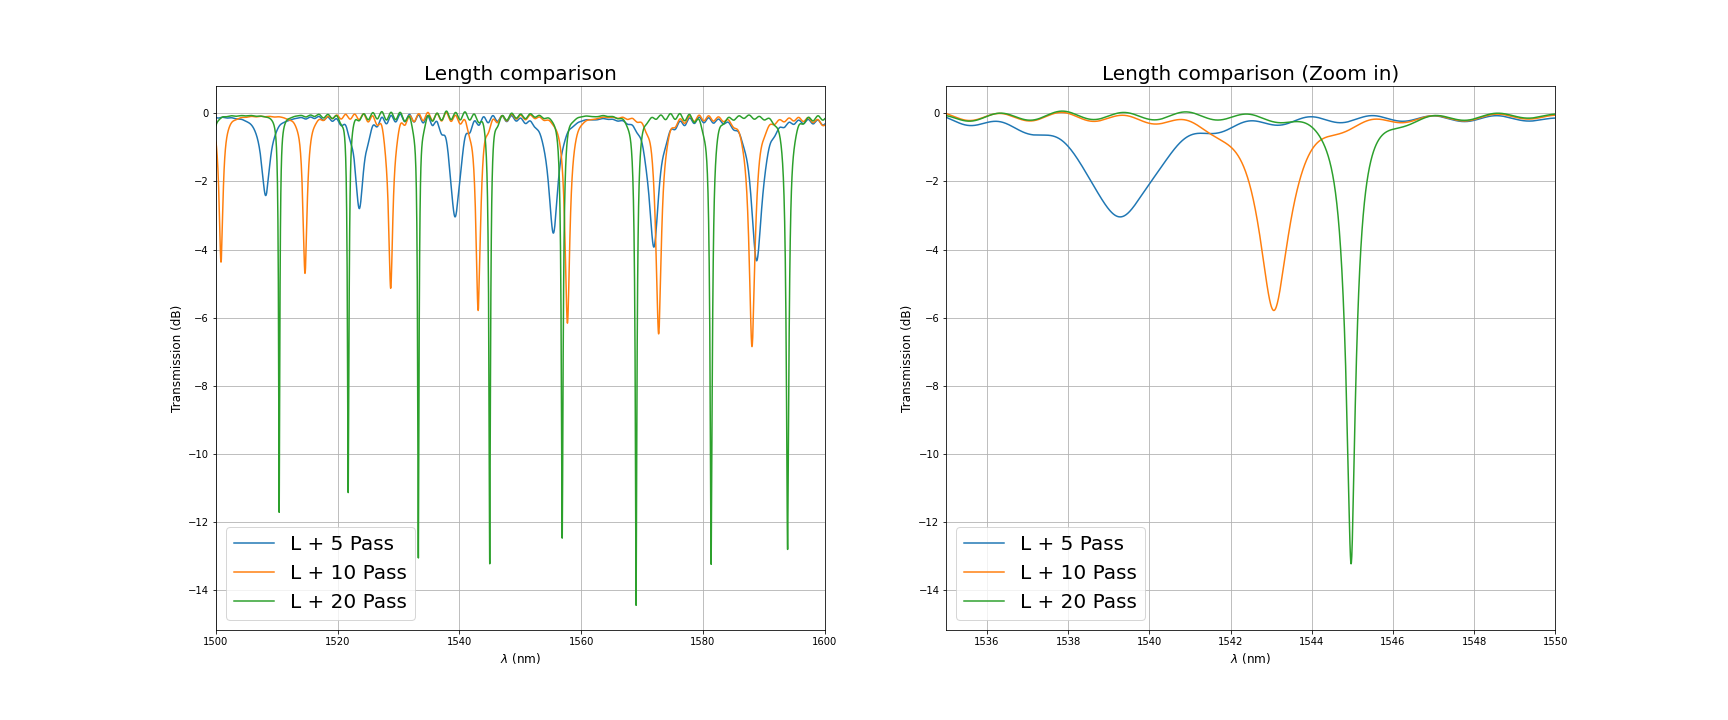 Length comparison
Transmission (dB)
0
−2
−4
−6
−8
−10
−12
−14
L + 5 Pass
L + 10 Pass
L + 20 Pass
1500 1520 1540 1560 1580 1600
λ (nm)
Length comparison (Zoom in)
Transmission (dB)
0
−2
−4
−6
−8
−10
−12
−14
L + 5 Pass
L + 10 Pass
L + 20 Pass
1536 1538 1540 1542 1544 1546 1548 1550
λ (nm)